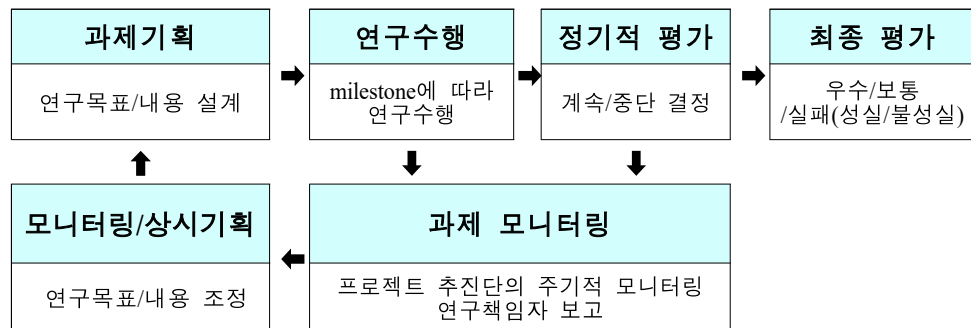 과제기획
연구목표/내용 설계
연구수행
milestone에 따라
연구수행
정기적 평가
계속/중단 결정
최종 평가
우수/보통
/실패(성실/불성실)
모니터링/상시기획
연구목표/내용 조정
과제 모니터링
프로젝트 추진단의 주기적 모니터링
연구책임자 보고